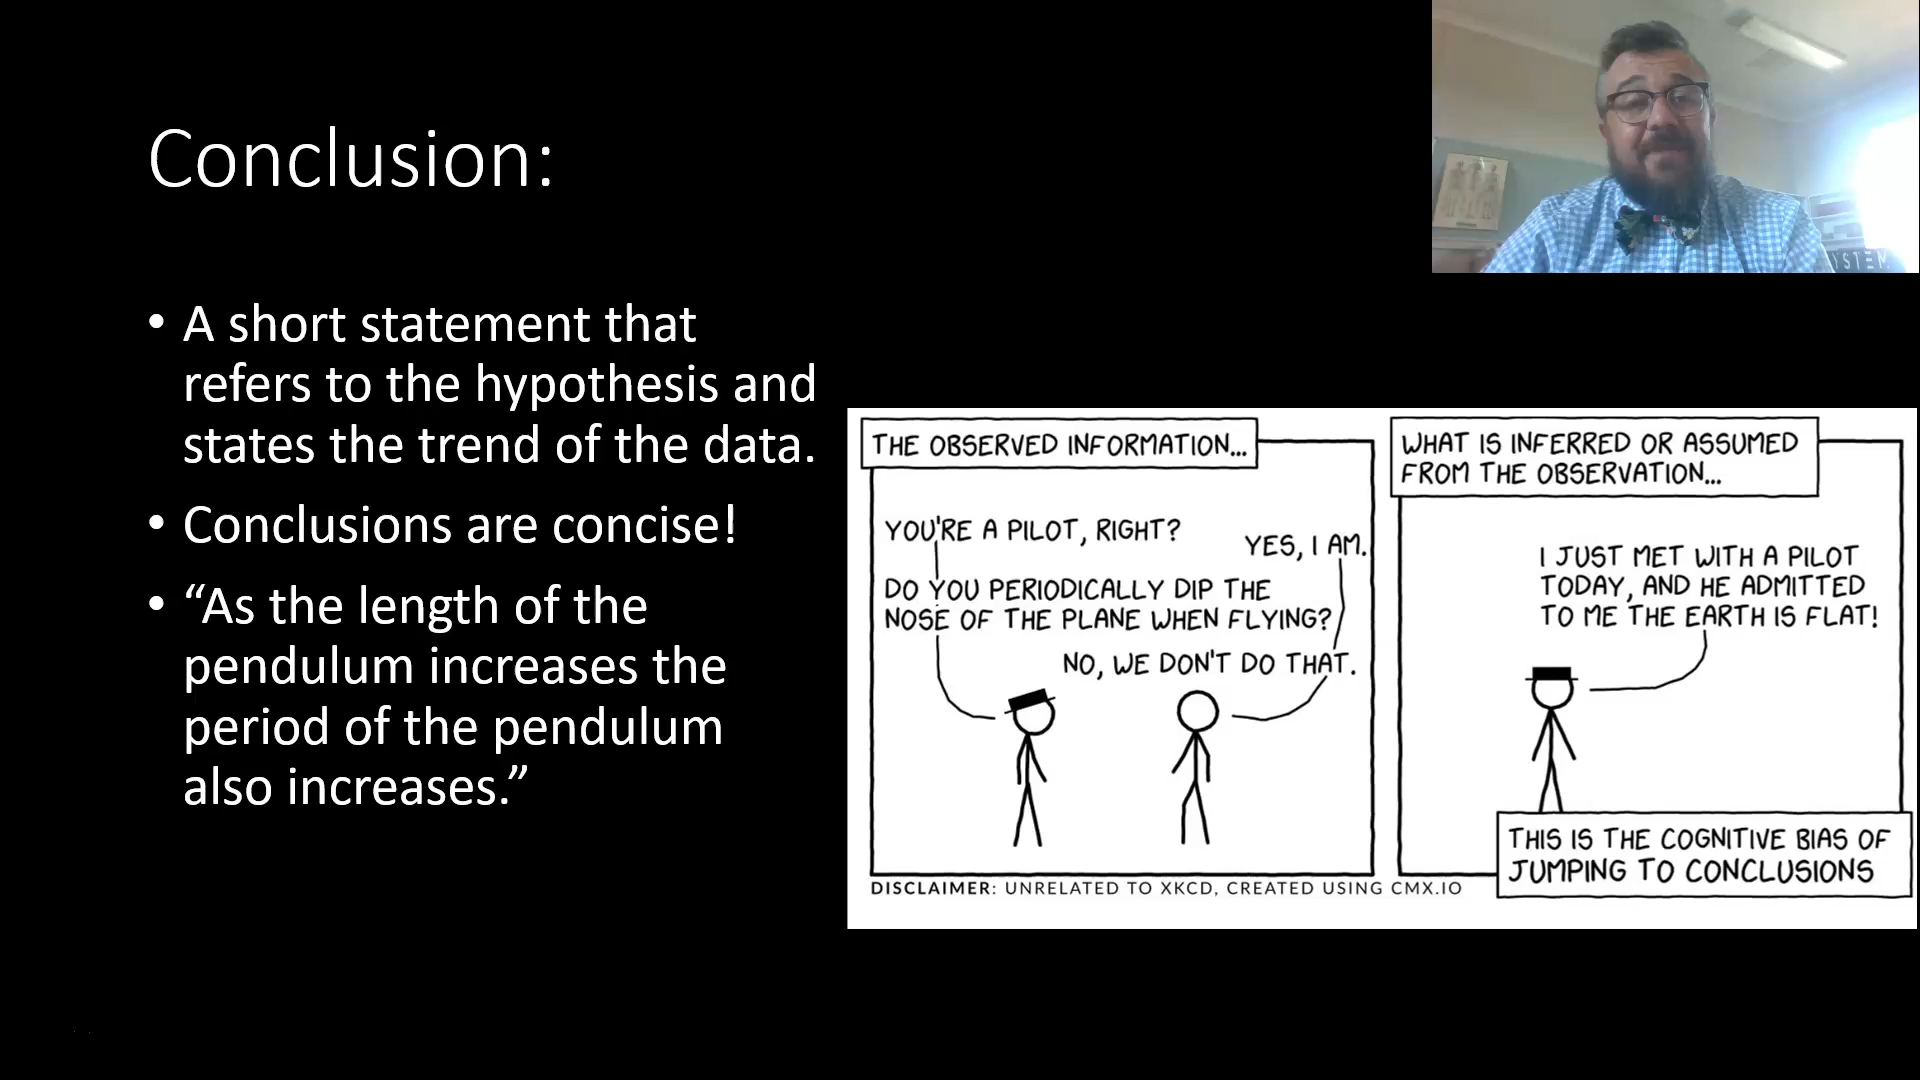 Conclusion:
• A short statement that
refers to the hypothesis and
states the trend of the data.
• Conclusions are concise!
• “As the length of the
pendulum increases the
period of the pendulum
also increases.”
THE OBSERVED INFORMATION...
YOU'RE A PILOT, RIGHT?
YES, I AM.
DO YOU PERIODICALLY DIP THE
NOSE OF THE PLANE WHEN FLYING?
NO, WE DON'T DO THAT.
WHAT IS INFERRED OR ASSUMED
FROM THE OBSERVATION...
I JUST MET WITH A PILOT
TODAY, AND HE ADMITTED
TO ME THE EARTH IS FLAT!
THIS IS THE COGNITIVE BIAS OF
JUMPING TO CONCLUSIONS
DISCLAIMER: UNRELATED TO XKCD, CREATED USING CMX.IO